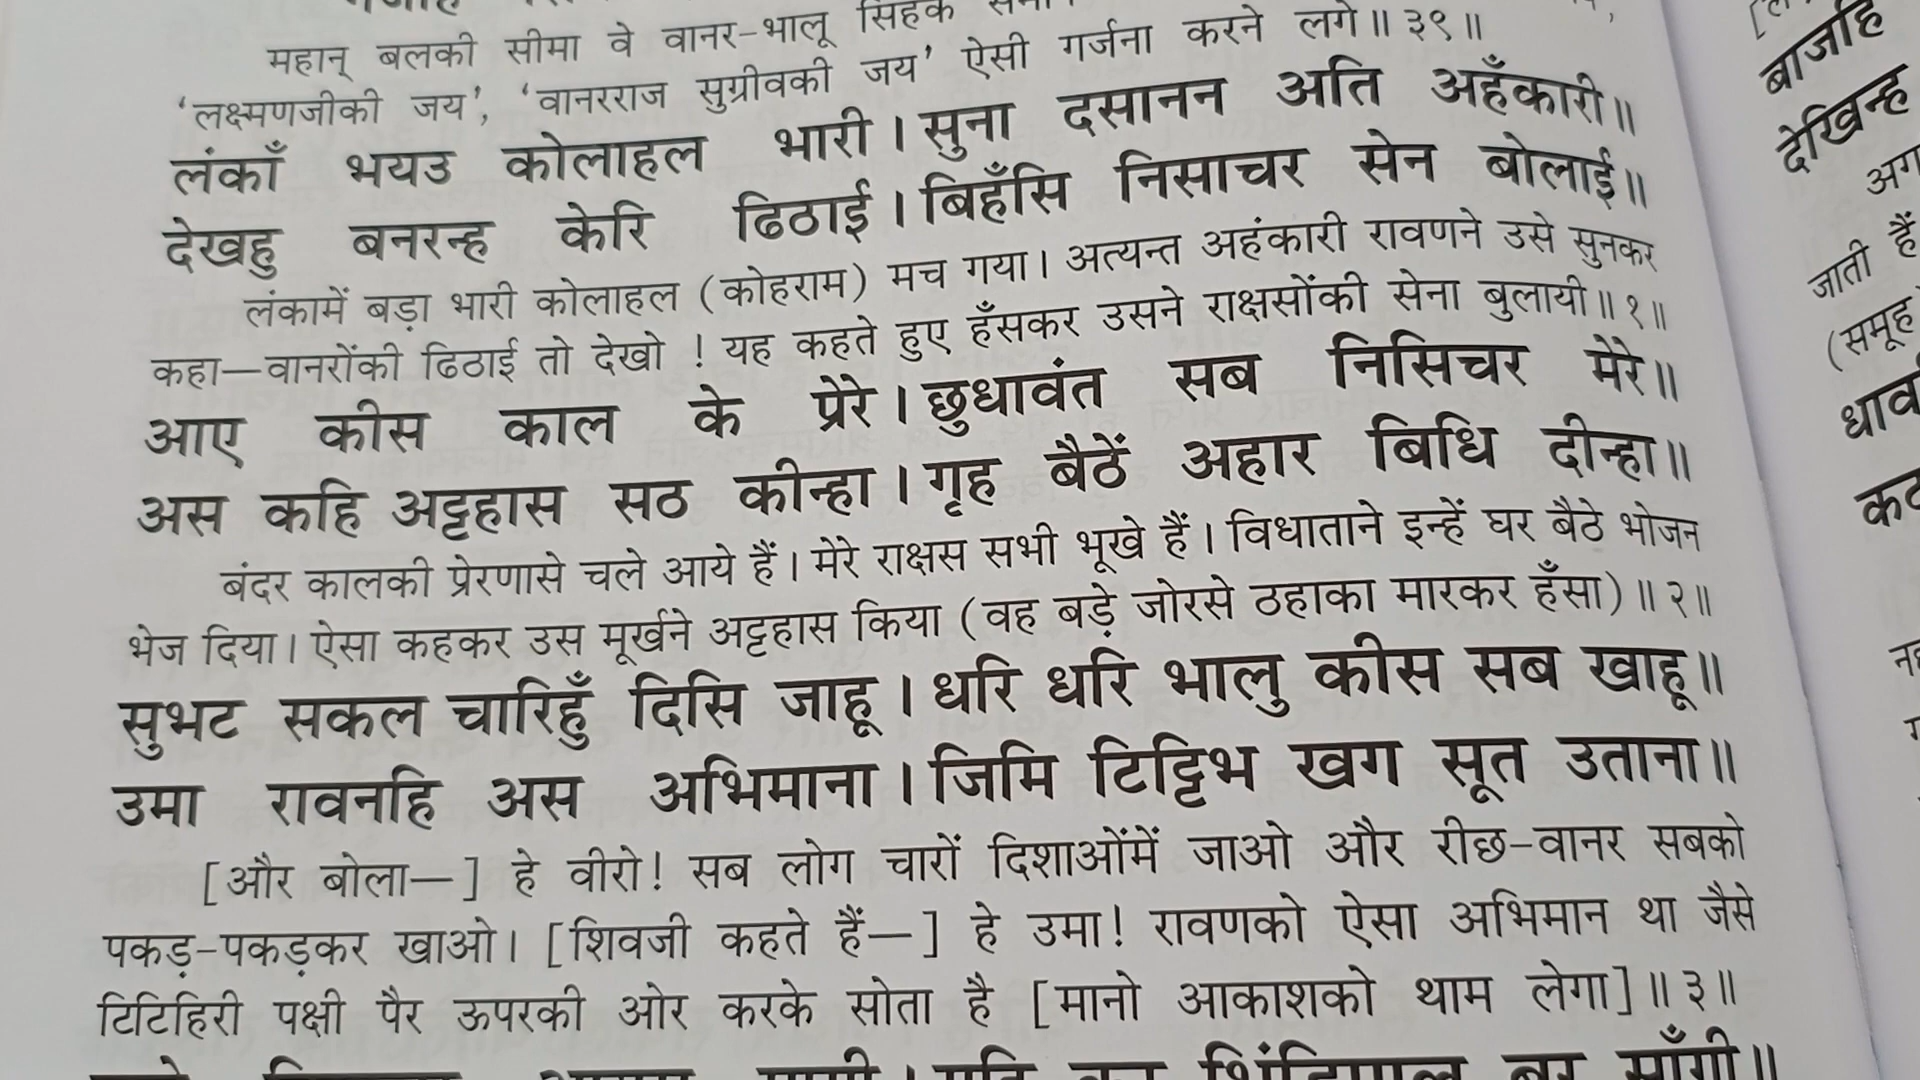 महान् बलकी सीमा वे वानर-भालू सिंहके
‘लक्ष्मणजीकी जय’, ‘वानरराज सुग्रीवकी जय’ ऐसी गर्जना करने लगे॥ ३९॥
लंकाँ भयउ कोलाहल भारी। सुना दसानन अति अहँकारी॥
देखहु बनरन्ह केरि ढिठाई। बिहँसि निसाचर सेन बोलाई॥
लंकामें बड़ा भारी कोलाहल (कोहराम) मच गया। अत्यन्त अहंकारी रावणने उसे सुनकर
कहा—वानरोंकी ढिठाई तो देखो ! यह कहते हुए हँसकर उसने राक्षसोंकी सेना बुलायी॥ १॥
आए कीस काल के प्रेरे। छुधावंत सब निसिचर मेरे॥
अस कहि अट्टहास सठ कीन्हा। गृह बैठें अहार बिधि दीन्हा॥
बंदर कालकी प्रेरणासे चले आये हैं। मेरे राक्षस सभी भूखे हैं। विधाताने इन्हें घर बैठे भोजन
भेज दिया। ऐसा कहकर उस मूर्खने अट्टहास किया (वह बड़े जोरसे ठहाका मारकर हँसा)॥ २॥
सुभट सकल चारिहुँ दिसि जाहू। धरि धरि भालु कीस सब खाहू॥
उमा रावनहि अस अभिमाना। जिमि टिट्टिभ खग सूत उताना॥
[और बोला—] हे वीरो! सब लोग चारों दिशाओंमें जाओ और रीछ-वानर सबको
पकड़-पकड़कर खाओ। [शिवजी कहते हैं—] हे उमा! रावणको ऐसा अभिमान था जैसे
टिटिहिरी पक्षी पैर ऊपरकी ओर करके सोता है [मानो आकाशको थाम लेगा]॥ ३॥
बाजहिं
देखिन्ह
जाती हैं
(समूह